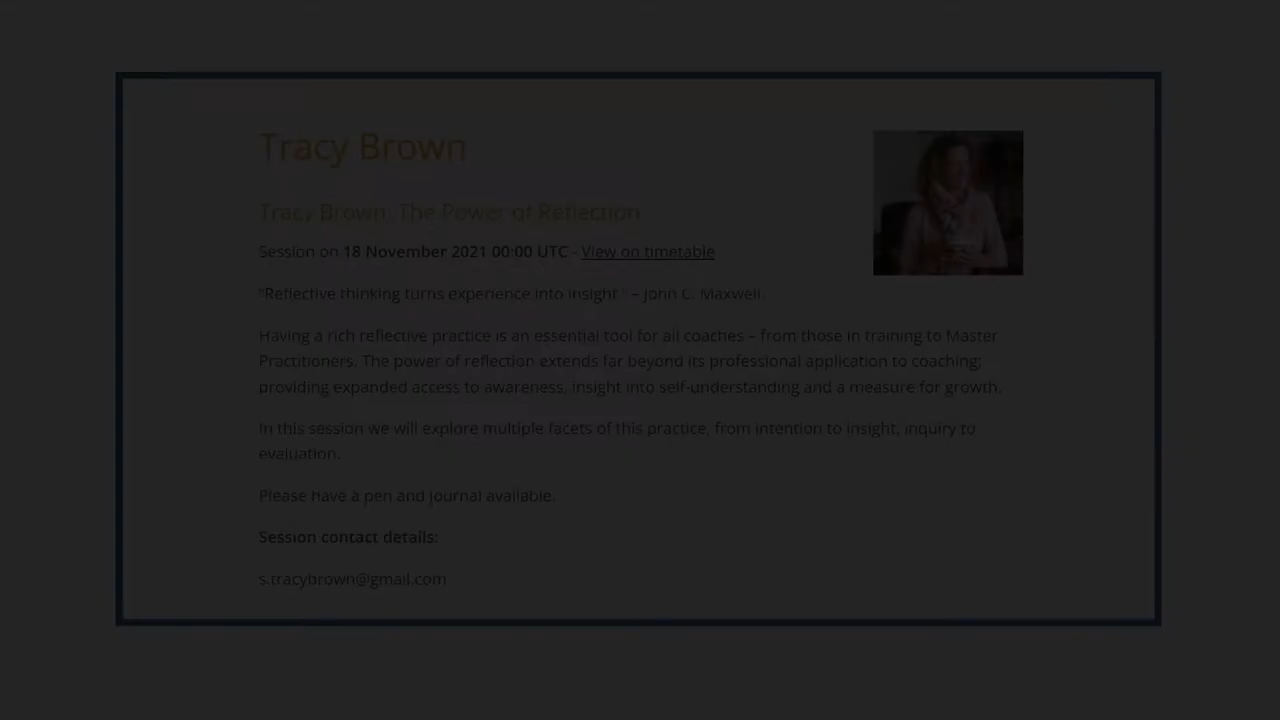 Tracy Brown
Tracy Brown: The Power of Reflection
Session on 18 November 2021 00:00 UTC - View on timetable
“Reflective thinking turns experience into insight.” – John C. Maxwell
Having a rich reflective practice is an essential tool for all coaches – from those in training to Master
Practitioners. The power of reflection extends far beyond its professional application to coaching;
providing expanded access to awareness, insight into self-understanding and a measure for growth.
In this session we will explore multiple facets of this practice, from intention to insight, inquiry to
evaluation.
Please have a pen and journal available.
Session contact details:
s.tracybrown@gmail.com